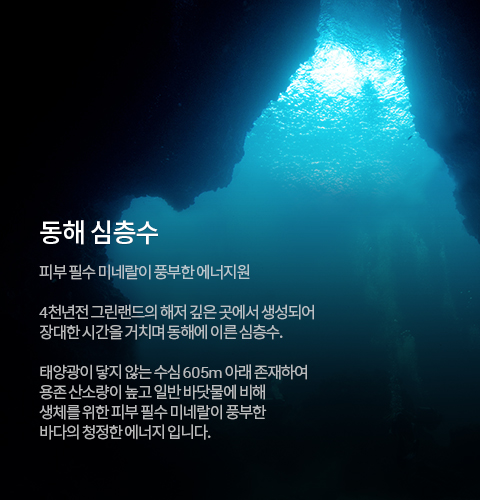 동해 심층수
피부 필수 미네랄이 풍부한 에너지원
4천년전 그린랜드의 해저 깊은 곳에서 생성되어
장대한 시간을 거치며 동해에 이른 심층수.
태양광이 닿지 않는 수심 605m 아래 존재하여
용존 산소량이 높고 일반 바닷물에 비해
생체를 위한 피부 필수 미네랄이 풍부한
바다의 청정한 에너지 입니다.